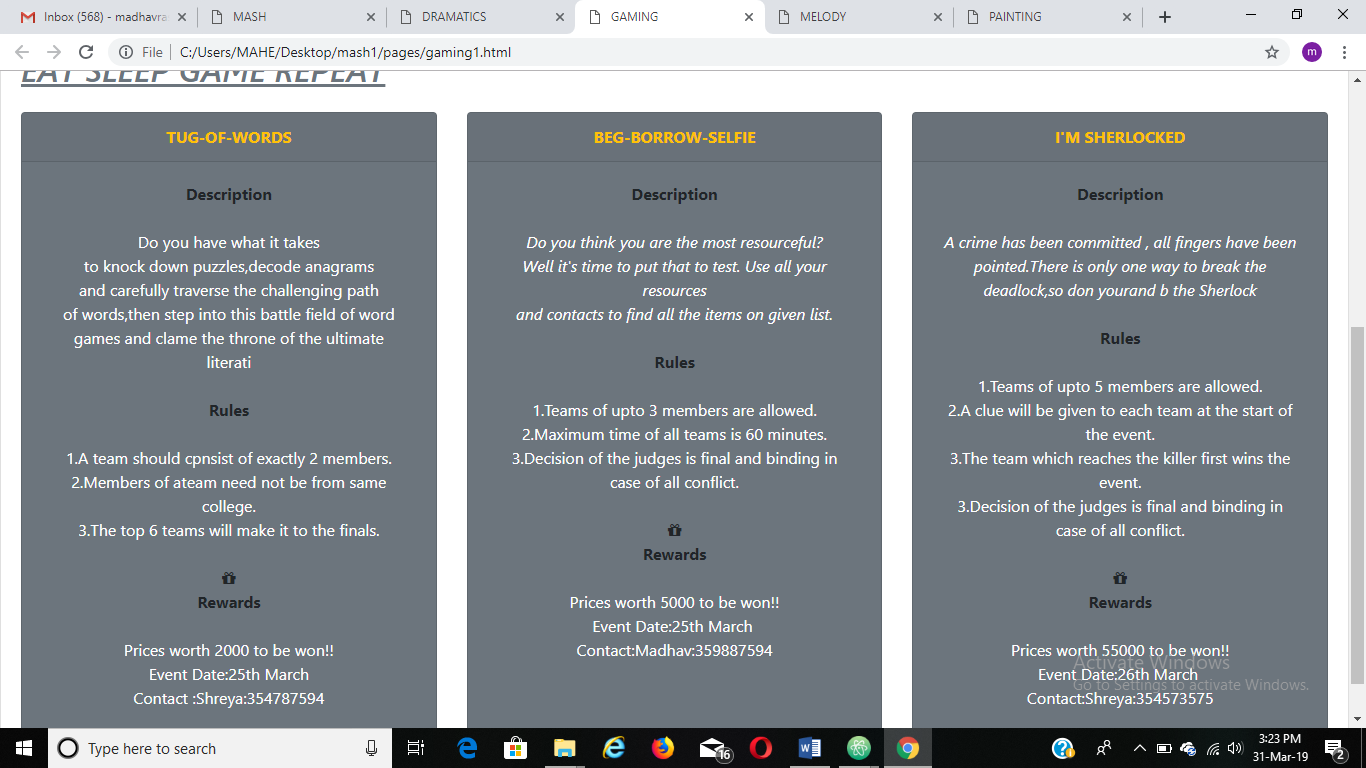 Inbox (568) - madhavra
MASH
DRAMATICS
GAMING
MELODY
PAINTING
File
C:/Users/MAHE/Desktop/mash1/pages/gaming1.html
m
EAT SLEEP GAME REPEAT
TUG-OF-WORDS
Description
Do you have what it takes
to knock down puzzles,decode anagrams
and carefully traverse the challenging path
of words,then step into this battle field of word
games and clame the throne of the ultimate
literati
Rules
1.A team should cpnsist of exactly 2 members.
2.Members of ateam need not be from same
college.
3.The top 6 teams will make it to the finals.
Rewards
Prices worth 2000 to be won!!
Event Date:25th March
Contact :Shreya:354787594
BEG-BORROW-SELFIE
Description
Do you think you are the most resourceful?
Well it's time to put that to test. Use all your
resources
and contacts to find all the items on given list.
Rules
1.Teams of upto 3 members are allowed.
2.Maximum time of all teams is 60 minutes.
3.Decision of the judges is final and binding in
case of all conflict.
Rewards
Prices worth 5000 to be won!!
Event Date:25th March
Contact:Madhav:359887594
I'M SHERLOCKED
Description
A crime has been committed , all fingers have been
pointed.There is only one way to break the
deadlock,so don yourand b the Sherlock
Rules
1.Teams of upto 5 members are allowed.
2.A clue will be given to each team at the start of
the event.
3.The team which reaches the killer first wins the
event.
3.Decision of the judges is final and binding in
case of all conflict.
Rewards
Prices worth 55000 to be won!!
Event Date:26th March
Contact:Shreya:354573575
Activate Windows
Go to Settings to activate Windows.
Type here to search
16
3:23 PM
31-Mar-19
2